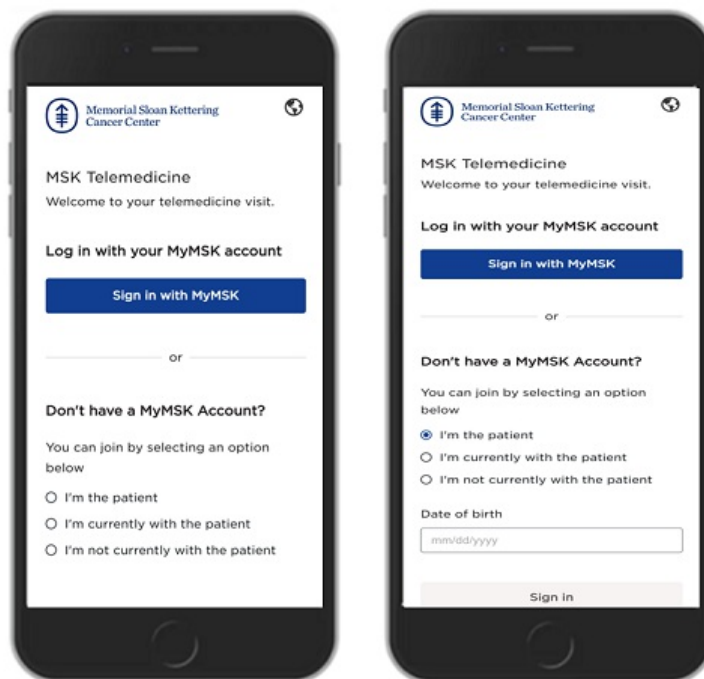 Memorial Sloan Kettering
Cancer Center
MSK Telemedicine
Welcome to your telemedicine visit.
Log in with your MyMSK account
Sign in with MyMSK
or
Don't have a MyMSK Account?
You can join by selecting an option
below
I'm the patient
I'm currently with the patient
I'm not currently with the patient
Memorial Sloan Kettering
Cancer Center
MSK Telemedicine
Welcome to your telemedicine visit.
Log in with your MyMSK account
Sign in with MyMSK
or
Don't have a MyMSK Account?
You can join by selecting an option
below
I'm the patient
I'm currently with the patient
I'm not currently with the patient
Date of birth
mm/dd/yyyy
Sign in